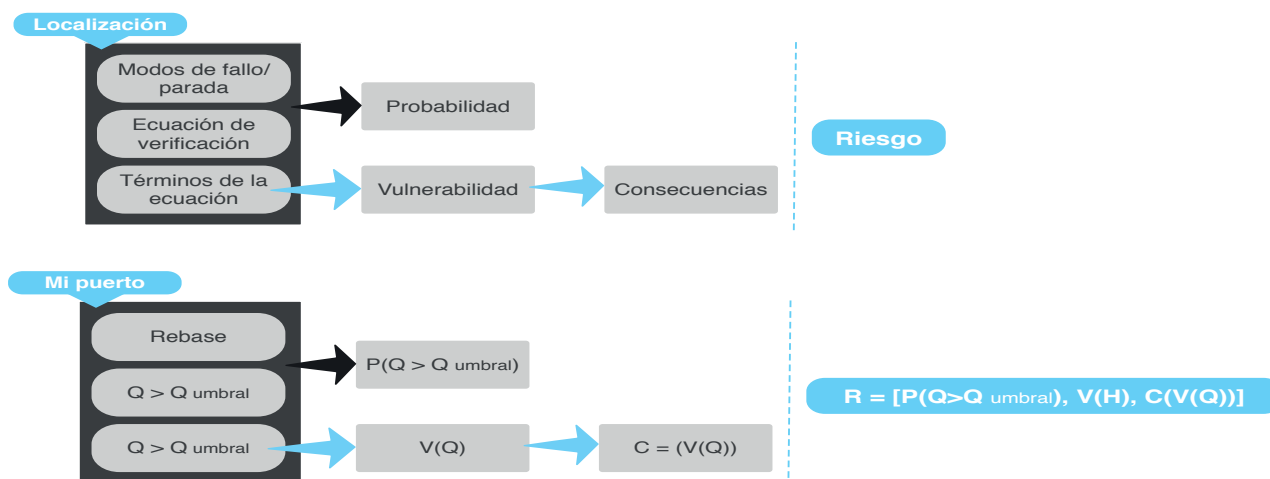 Localización
Modos de fallo/
parada
Probabilidad
Ecuación de
verificación
Riesgo
Términos de la
ecuación
Vulnerabilidad
Consecuencias
Mi puerto
Rebase
P(Q > Q umbral)
Q > Q umbral
R = [P(Q>Q umbral), V(H), C(V(Q))]
Q > Q umbral
V(Q)
C = (V(Q))